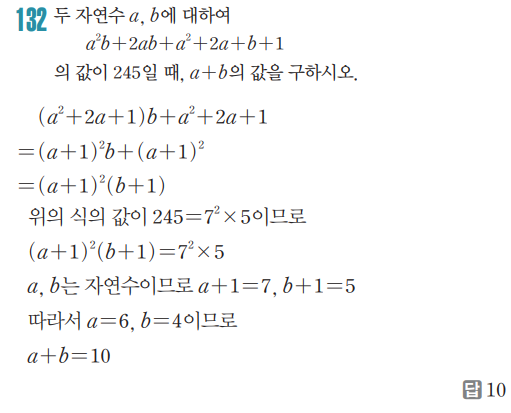 132 두 자연수 a, b에 대하여
a²b+2ab+a²+2a+b+1
의 값이 245일 때, a+b의 값을 구하시오.
(a²+2a+1)b+a²+2a+1
=(a+1)²b+(a+1)²
=(a+1)²(b+1)
위의 식의 값이 245=7²×5이므로
(a+1)²(b+1)=7²×5
a, b는 자연수이므로 a+1=7, b+1=5
따라서 a=6, b=4이므로
a+b=10
답 10